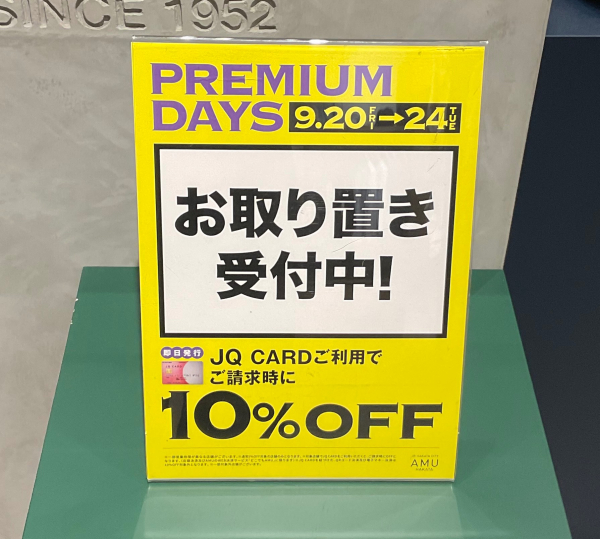 SINCE 1952
PREMIUM
DAYS 9.20 FRI → 24 TUE
お取り置き
受付中!
即日発行
JQ CARDご利用で
ご請求時に
10%OFF
AMU